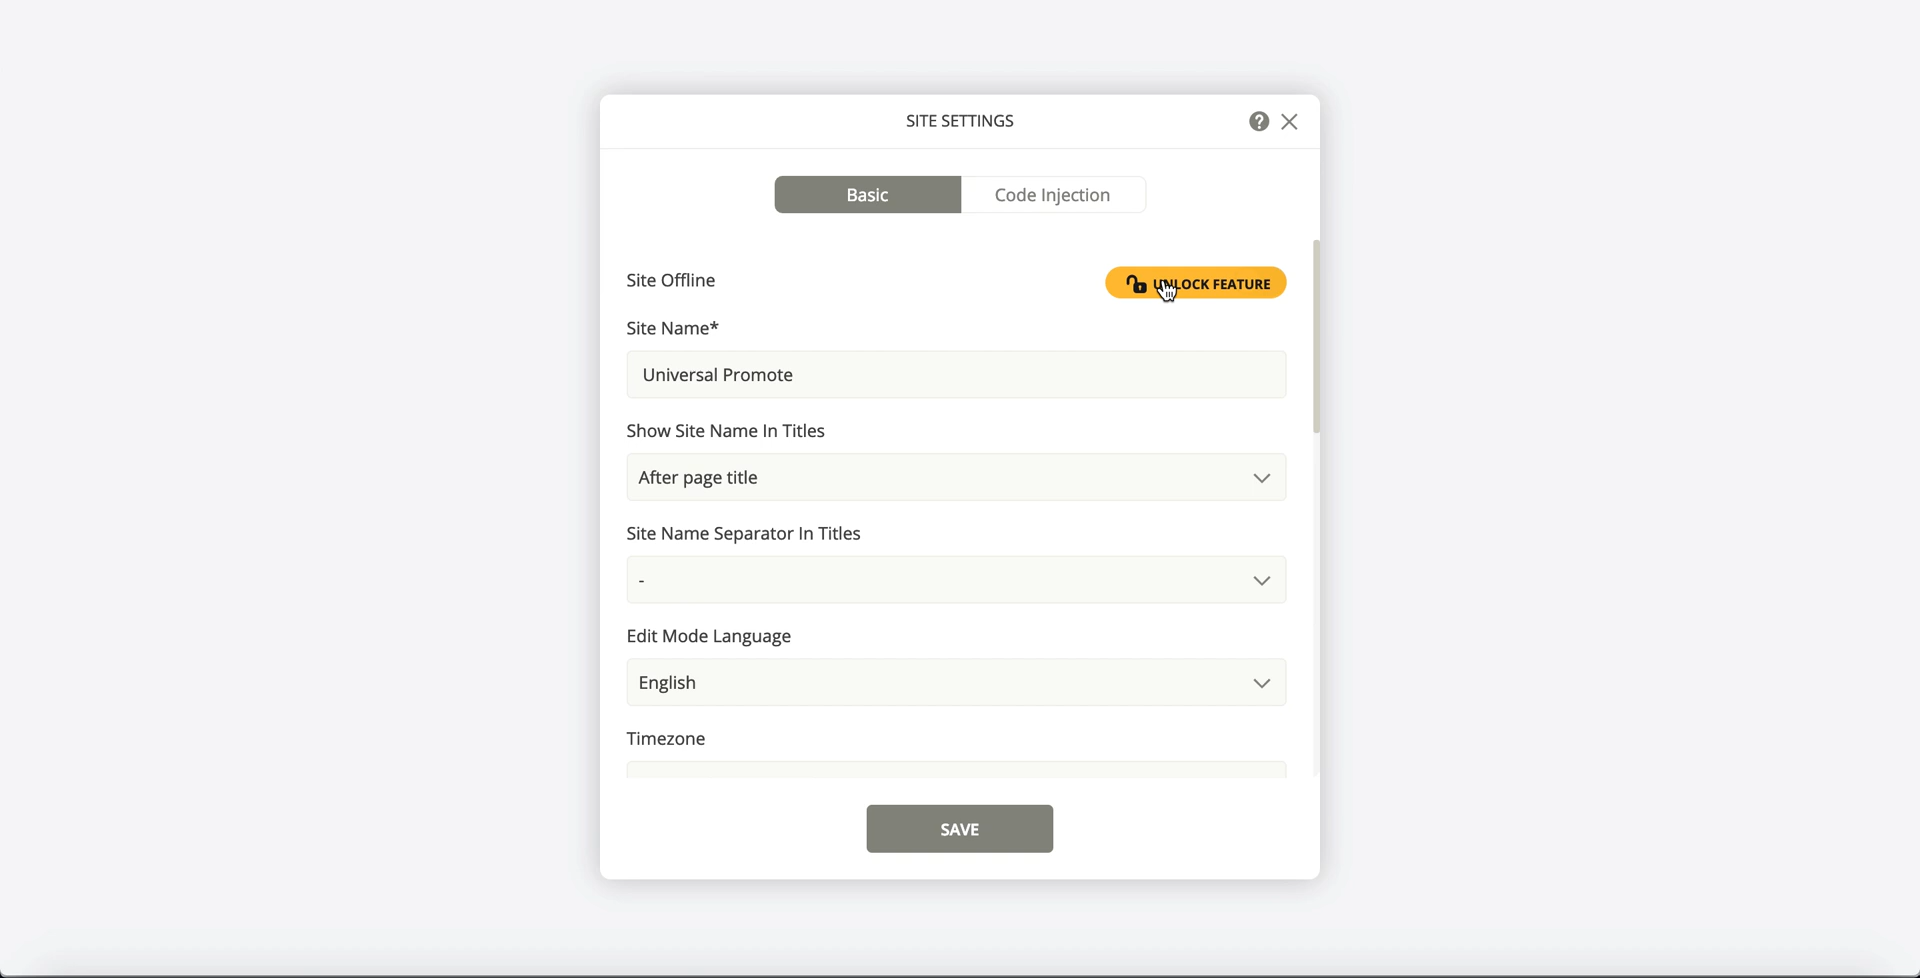 SITE SETTINGS
Basic
Code Injection
Site Offline
UNLOCK FEATURE
Site Name*
Universal Promote
Show Site Name In Titles
After page title
Site Name Separator In Titles
-
Edit Mode Language
English
Timezone
SAVE